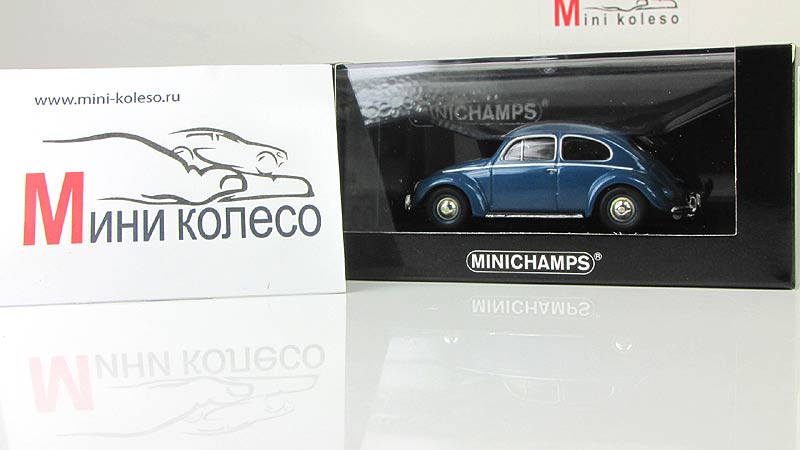 Mini koleso
www.mini-koleso.ru
Мини колесо
MINICHAMPS®
MINICHAMPS®